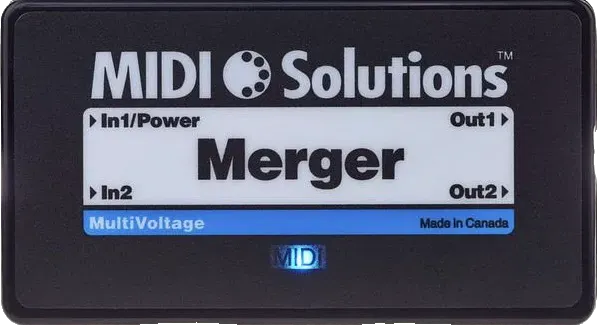 MIDI Solutions™
In1/Power Out1
Merger
In2 Out2
MultiVoltage Made in Canada
MIDI